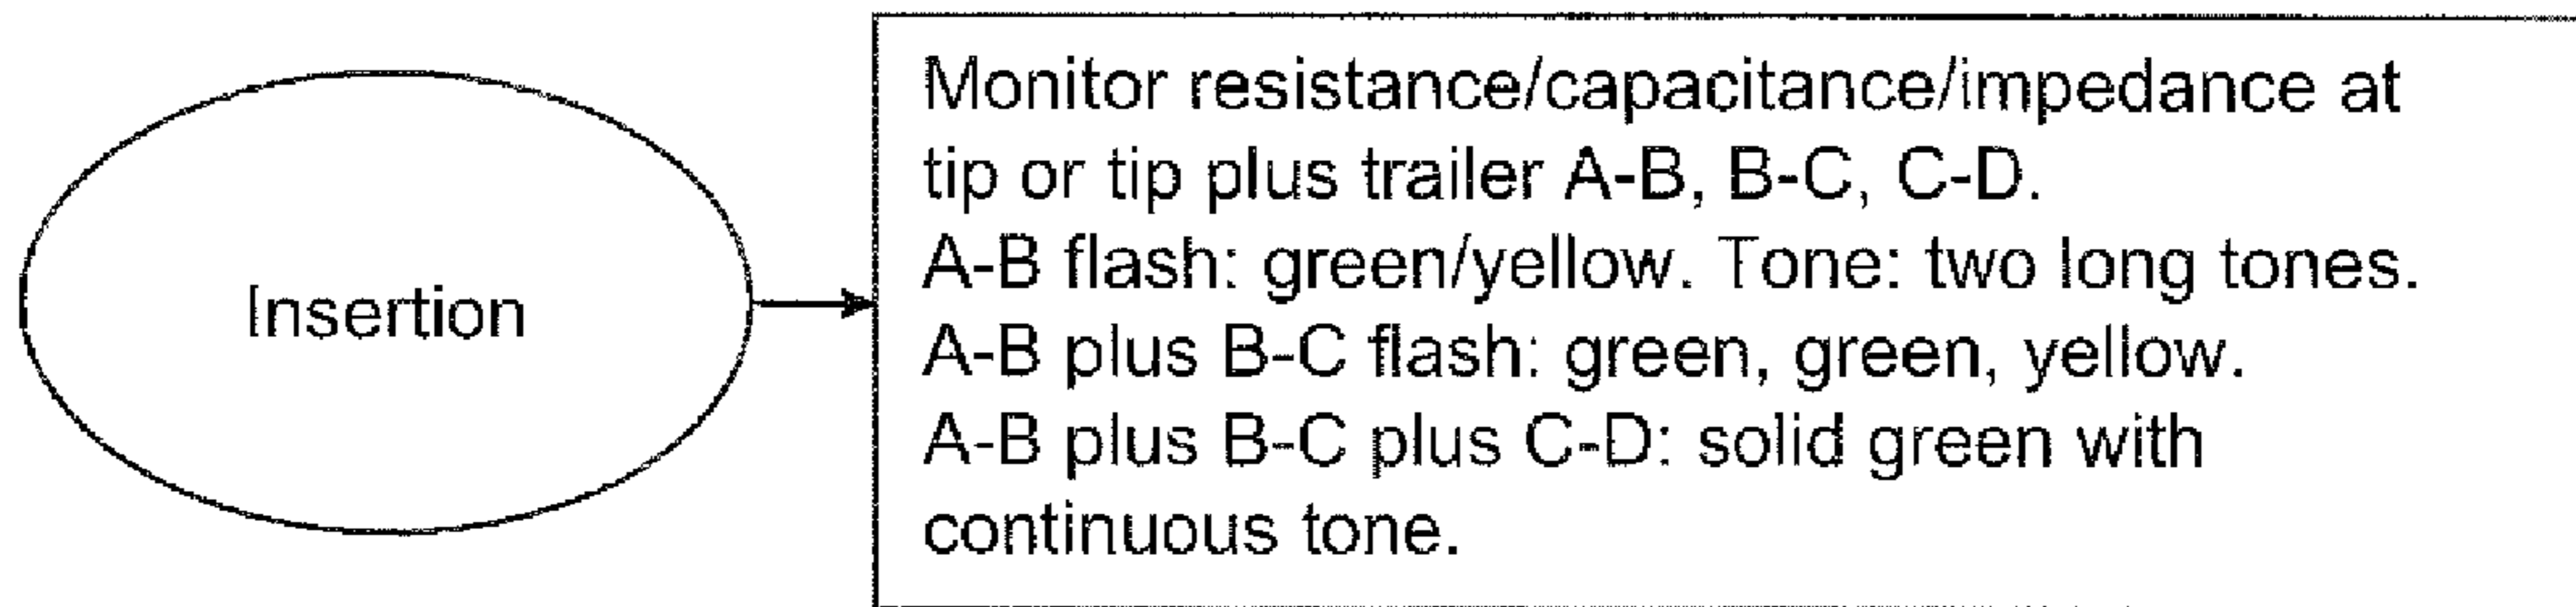 Insertion
Monitor resistance/capacitance/impedance at
tip or tip plus trailer A-B, B-C, C-D.
A-B flash: green/yellow. Tone: two long tones.
A-B plus B-C flash: green, green, yellow.
A-B plus B-C plus C-D: solid green with
continuous tone.